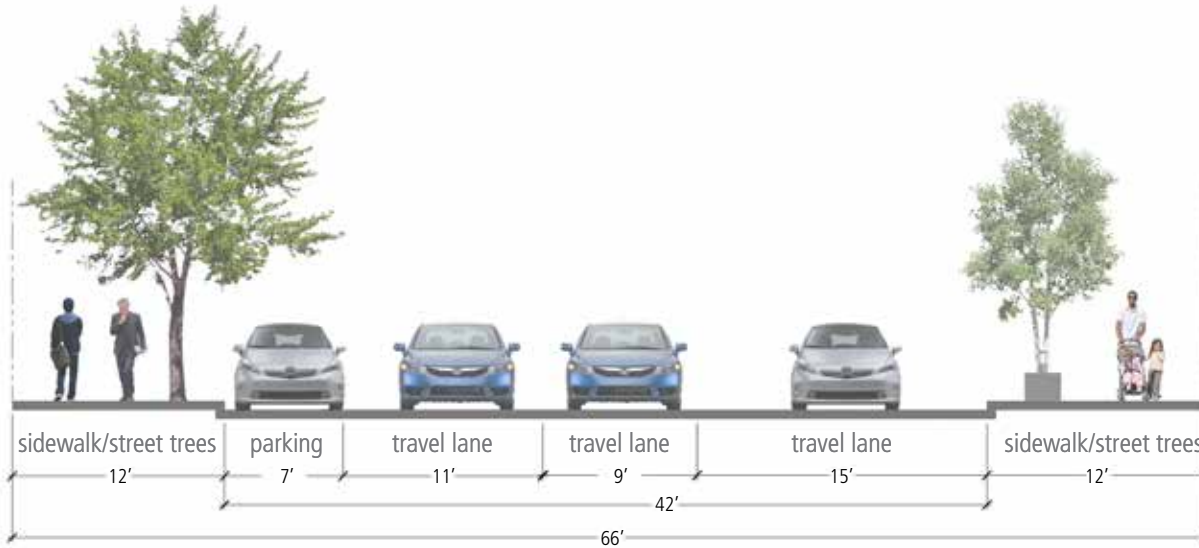 sidewalk/street trees parking travel lane travel lane travel lane sidewalk/street trees
12’ 7’ 11’ 9’ 15’ 12’
42’
66’